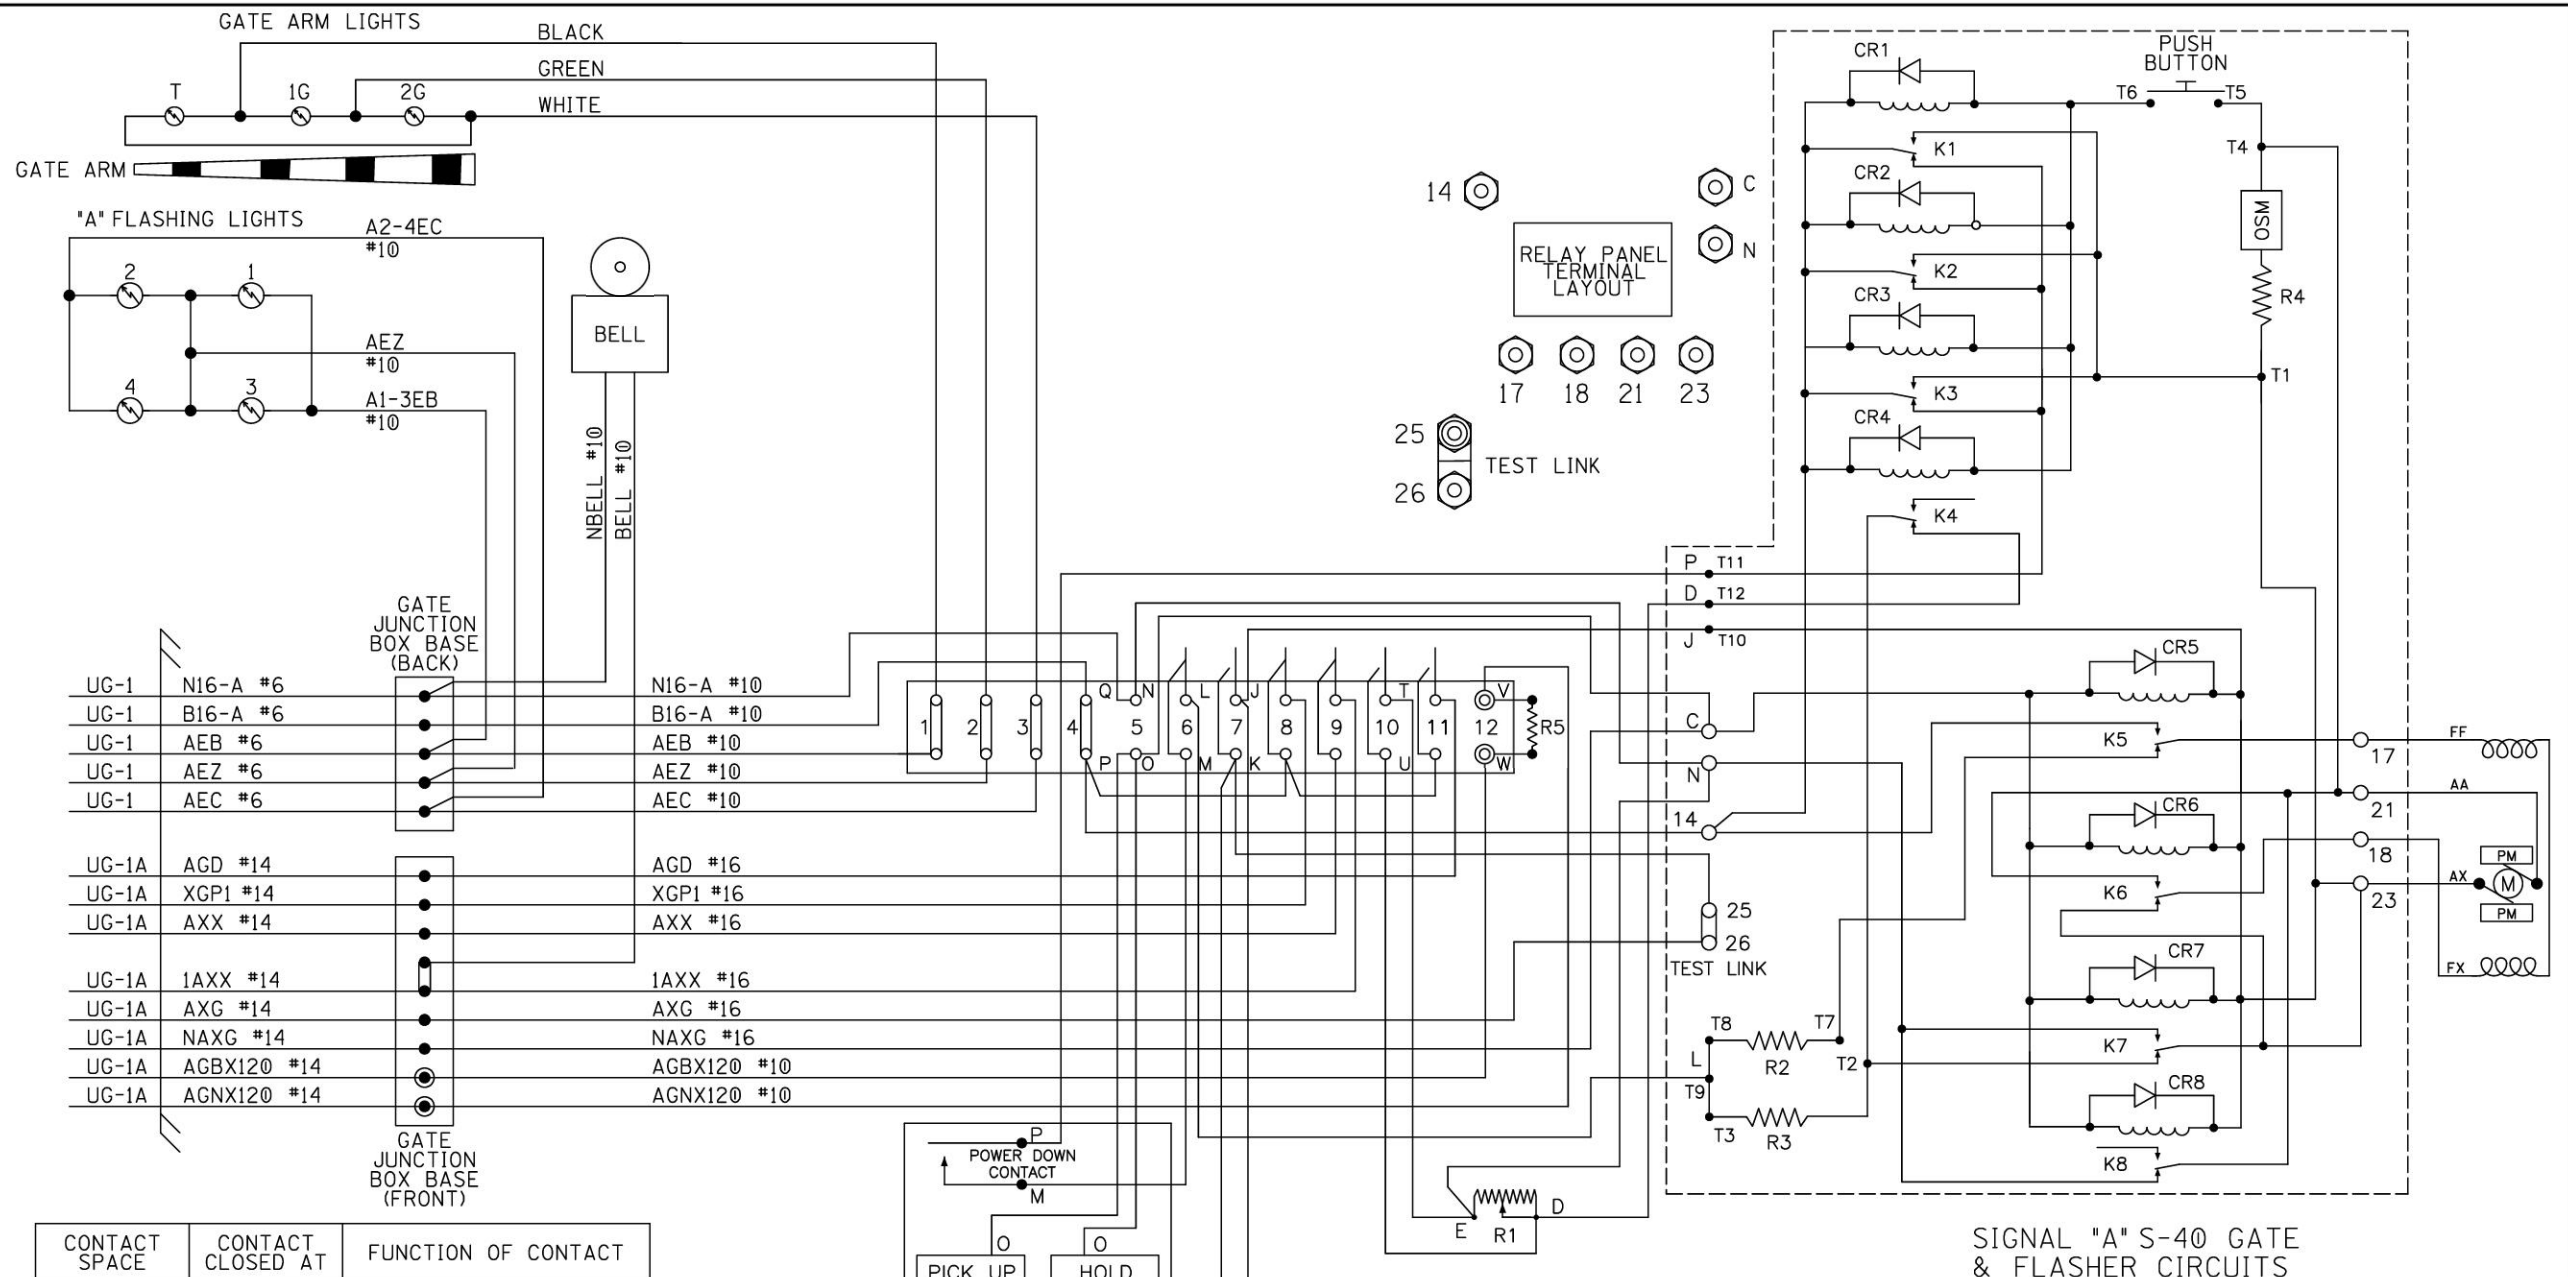 GATE ARM LIGHTS
BLACK
GREEN
T 1G 2G WHITE
GATE ARM
"A" FLASHING LIGHTS
A2-4EC
#10
2 1
AEZ
#10
4 3
A1-3EB
#10
BELL
NBELL #10
BELL #10
GATE
JUNCTION
BOX BASE
(BACK)
UG-1 N16-A #6 N16-A #10
UG-1 B16-A #6 B16-A #10
UG-1 AEB #6 AEB #10
UG-1 AEZ #6 AEZ #10
UG-1 AEC #6 AEC #10
UG-1A AGD #14 AGD #16
UG-1A XGP1 #14 XGP1 #16
UG-1A AXX #14 AXX #16
UG-1A 1AXX #14 1AXX #16
UG-1A AXG #14 AXG #16
UG-1A NAXG #14 NAXG #16
UG-1A AGBX120 #14 AGBX120 #10
UG-1A AGNX120 #14 AGNX120 #10
GATE
JUNCTION
BOX BASE
(FRONT)
CONTACT
SPACE
CONTACT
CLOSED AT
FUNCTION OF CONTACT
Q N L J T V
1 2 3 4 5 6 7 8 9 10 11 12 R5
P O M K U W
P
POWER DOWN
CONTACT
M
O O
PICK UP HOLD
E R1 D
14 C
N
RELAY PANEL
TERMINAL
LAYOUT
17 18 21 23
25
TEST LINK
26
CR1
PUSH
BUTTON
T6 T5
K1
T4
CR2
OSM
K2
CR3
R4
K3
T1
CR4
K4
P T11
D T12
J T10
C
N
14
25
26
TEST LINK
T8 T7
R2
L
T9
T2
T3 R3
CR5
K5
17
FF
21
AA
CR6
18
K6
23
AX
PM
M
PM
CR7
FX
K7
CR8
K8
SIGNAL "A" S-40 GATE
& FLASHER CIRCUITS